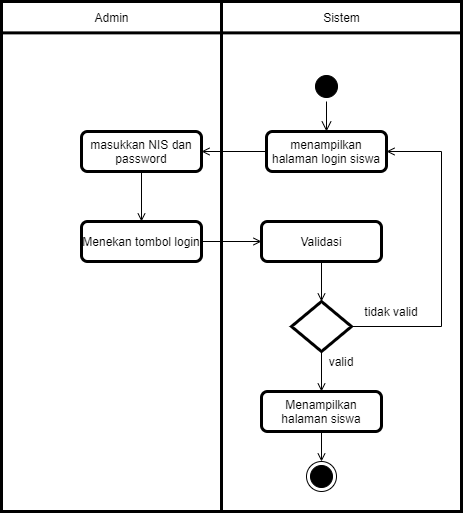 Admin
Sistem
masukkan NIS dan
password
menampilkan
halaman login siswa
Menekan tombol login
Validasi
tidak valid
valid
Menampilkan
halaman siswa